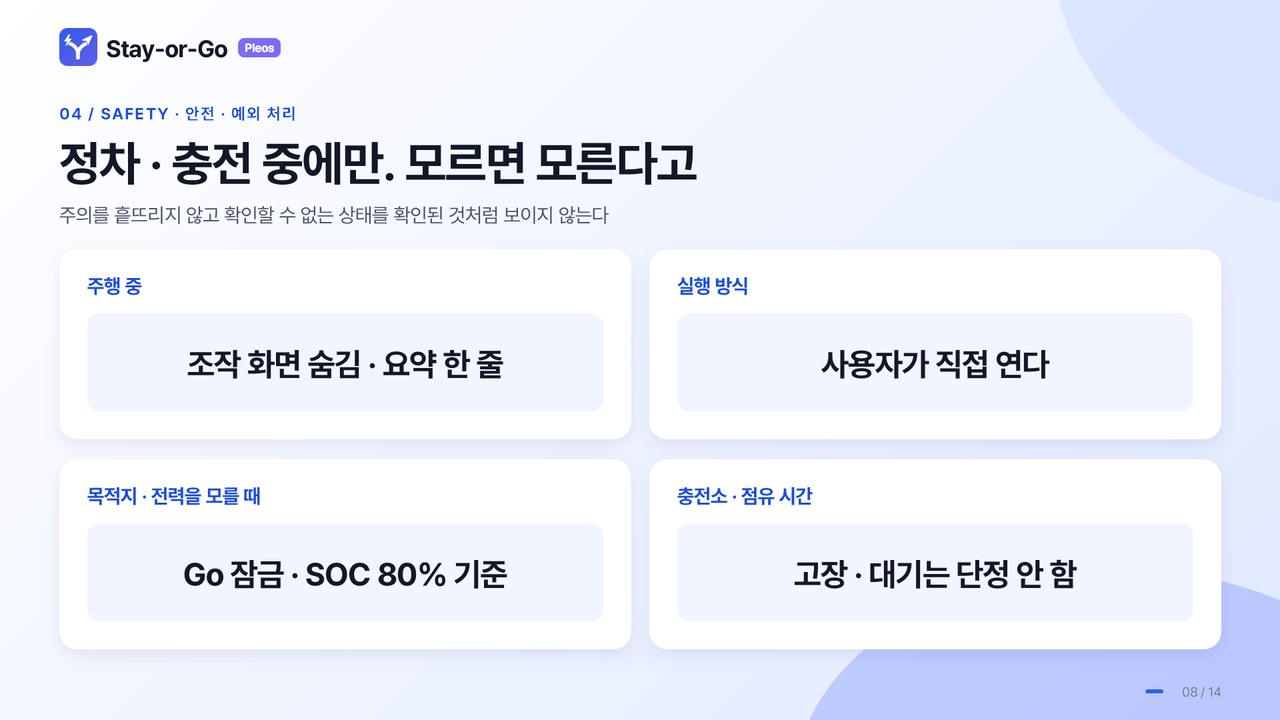 Stay-or-Go Pleos
04 / SAFETY · 안전 · 예외 처리
정차 · 충전 중에만. 모르면 모른다고
주의를 흩뜨리지 않고 확인할 수 없는 상태를 확인된 것처럼 보이지 않는다
주행 중
조작 화면 숨김 · 요약 한 줄
실행 방식
사용자가 직접 연다
목적지 · 전력을 모를 때
Go 잠금 · SOC 80% 기준
충전소 · 점유 시간
고장 · 대기는 단정 안 함
08 / 14